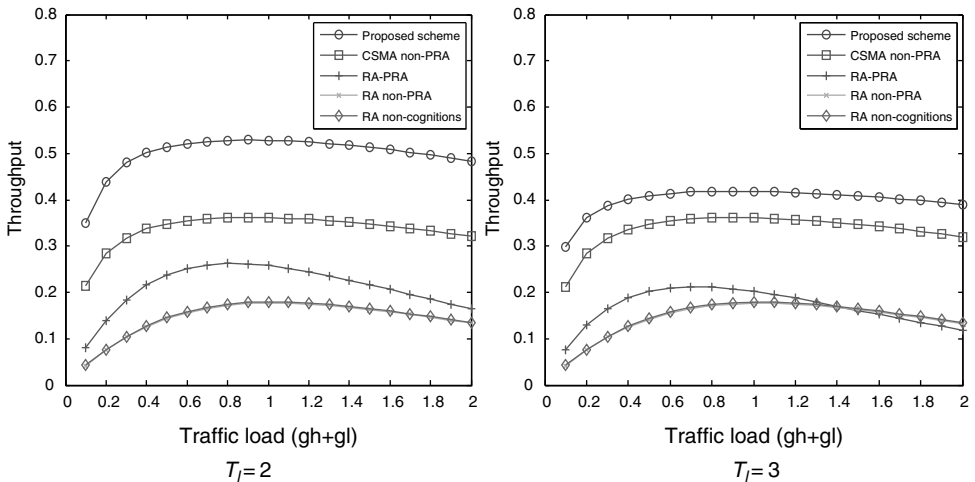 0.8
0.7
0.6
0.5
0.4
0.3
0.2
0.1
0
Throughput
Proposed scheme
CSMA non-PRA
RA-PRA
RA non-PRA
RA non-cognitions
0 0.2 0.4 0.6 0.8 1 1.2 1.4 1.6 1.8 2
Traffic load (gh+gl)
T_l = 2
0.8
0.7
0.6
0.5
0.4
0.3
0.2
0.1
0
Throughput
Proposed scheme
CSMA non-PRA
RA-PRA
RA non-PRA
RA non-cognitions
0 0.2 0.4 0.6 0.8 1 1.2 1.4 1.6 1.8 2
Traffic load (gh+gl)
T_l = 3